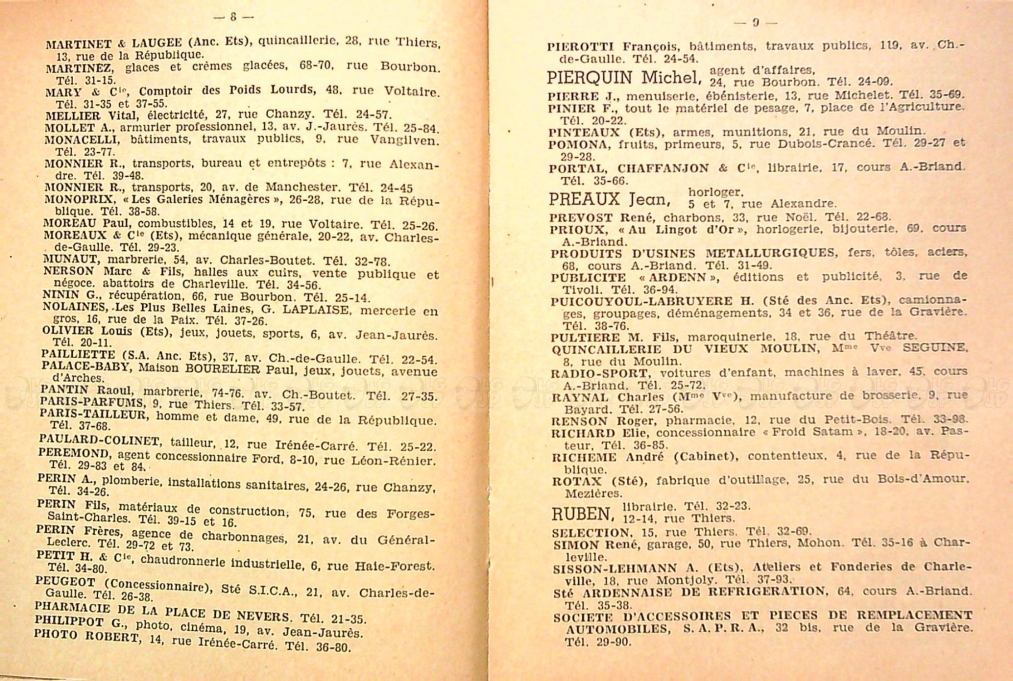 — 8 —
MARTINET & LAUGEE (Anc. Ets), quincaillerie, 28, rue Thiers,
13, rue de la République.
MARTINEZ, glaces et crèmes glacées, 68-70, rue Bourbon.
Tél. 31-15.
MARY & Cie, Comptoir des Poids Lourds, 48, rue Voltaire.
Tél. 31-35 et 37-55.
MELLIER Vital, électricité, 27, rue Chanzy. Tél. 24-57.
MOLLET A., armurier professionnel, 13, av. J.-Jaurès. Tél. 25-84.
MONACELLI, bâtiments, travaux publics, 9, rue Vangilven.
Tél. 23-77.
MONNIER R., transports, bureau et entrepôts : 7, rue Alexan-
dre. Tél. 39-48.
MONNIER R., transports, 20, av. de Manchester. Tél. 24-45
MONOPRIX, « Les Galeries Ménagères », 26-28, rue de la Répu-
blique. Tél. 38-58.
MOREAU Paul, combustibles, 14 et 19, rue Voltaire. Tél. 25-26.
MOREAUX & Cie (Ets), mécanique générale, 20-22, av. Charles-
de-Gaulle. Tél. 29-23.
MUNAUT, marbrerie, 54, av. Charles-Boutet. Tél. 32-78.
NERSON Marc & Fils, halles aux cuirs, vente publique et
négoce. abattoirs de Charleville. Tél. 34-56.
NININ G., récupération, 66, rue Bourbon. Tél. 25-14.
NOLAINES, Les Plus Belles Laines, G. LAPLAISE, mercerie en
gros, 16, rue de la Paix. Tél. 37-26.
OLIVIER Louis (Ets), jeux, jouets, sports, 6, av. Jean-Jaurès.
Tél. 20-11.
PAILLIETTE (S.A. Anc. Ets), 37, av. Ch.-de-Gaulle. Tél. 22-54.
PALACE-BABY, Maison BOURELIER Paul, jeux, jouets, avenue
d'Arches.
PANTIN Raoul, marbrerie, 74-76, av. Ch.-Boutet. Tél. 27-35.
PARIS-PARFUMS, 9, rue Thiers. Tél. 33-57.
PARIS-TAILLEUR, homme et dame, 49, rue de la République.
Tél. 37-68.
PAULARD-COLINET, tailleur, 12, rue Irénée-Carré. Tél. 25-22.
PEREMOND, agent concessionnaire Ford, 8-10, rue Léon-Rénier.
Tél. 29-83 et 84.
PERIN A., plomberie, installations sanitaires, 24-26, rue Chanzy,
Tél. 34-26.
PERIN Fils, matériaux de construction, 75, rue des Forges-
Saint-Charles. Tél. 39-15 et 16.
PERIN Frères, agence de charbonnages, 21, av. du Général-
Leclerc. Tél. 29-72 et 73.
PETIT H. & Cie, chaudronnerie industrielle, 6, rue Haie-Forest.
Tél. 34-80.
PEUGEOT (Concessionnaire), Sté S.I.C.A., 21, av. Charles-de-
Gaulle. Tél. 26-38.
PHARMACIE DE LA PLACE DE NEVERS. Tél. 21-35.
PHILIPPOT G., photo, cinéma, 19, av. Jean-Jaurès.
PHOTO ROBERT, 14, rue Irénée-Carré. Tél. 36-80.
— 9 —
PIEROTTI François, bâtiments, travaux publics, 119, av. Ch.-
de-Gaulle. Tél. 24-54.
PIERQUIN Michel, agent d'affaires,
24, rue Bourbon. Tél. 24-09.
PIERRE J., menuiserie, ébénisterie, 13, rue Michelet. Tél. 35-69.
PINIER F., tout le matériel de pesage, 7, place de l'Agriculture.
Tél. 20-22.
PINTEAUX (Ets), armes, munitions, 21, rue du Moulin.
POMONA, fruits, primeurs, 5, rue Dubois-Crancé. Tél. 29-27 et
29-28.
PORTAL, CHAFFANJON & Cie, librairie, 17, cours A.-Briand.
Tél. 35-66.
PREAUX Jean, horloger,
5 et 7, rue Alexandre.
PREVOST René, charbons, 33, rue Noël. Tél. 22-68.
PRIOUX, « Au Lingot d'Or », horlogerie, bijouterie, 69, cours
A.-Briand.
PRODUITS D'USINES METALLURGIQUES, fers, tôles, aciers,
68, cours A.-Briand. Tél. 31-49.
PUBLICITE « ARDENN », éditions et publicité, 3, rue de
Tivoli. Tél. 36-94.
PUICOUYOUL-LABRUYERE H. (Sté des Anc. Ets), camionna-
ges, groupages, déménagements, 34 et 36, rue de la Gravière.
Tél. 38-76.
PULTIERE M. Fils, maroquinerie, 18, rue du Théâtre.
QUINCAILLERIE DU VIEUX MOULIN, Mme Vve SEGUINE,
8, rue du Moulin.
RADIO-SPORT, voitures d'enfant, machines à laver, 45, cours
A.-Briand. Tél. 25-72.
RAYNAL Charles (Mme Vve), manufacture de brosserie, 9, rue
Bayard. Tél. 27-56.
RENSON Roger, pharmacie, 12, rue du Petit-Bois. Tél. 33-98.
RICHARD Elie, concessionnaire « Froid Satam », 18-20, av. Pas-
teur, Tél. 36-85.
RICHEME André (Cabinet), contentieux, 4, rue de la Répu-
blique.
ROTAX (Sté), fabrique d'outillage, 25, rue du Bois-d'Amour,
Mezières.
RUBEN, librairie. Tél. 32-23.
12-14, rue Thiers.
SELECTION, 15, rue Thiers. Tél. 32-69.
SIMON René, garage, 50, rue Thiers, Mohon. Tél. 35-16 à Char-
leville.
SISSON-LEHMANN A. (Ets), Ateliers et Fonderies de Charle-
ville, 18, rue Montjoly. Tél. 37-93.
Sté ARDENNAISE DE REFRIGERATION, 64, cours A.-Briand.
Tél. 35-38.
SOCIETE D'ACCESSOIRES ET PIECES DE REMPLACEMENT
AUTOMOBILES, S.A.P.R.A., 32 bis, rue de la Gravière.
Tél. 29-90.